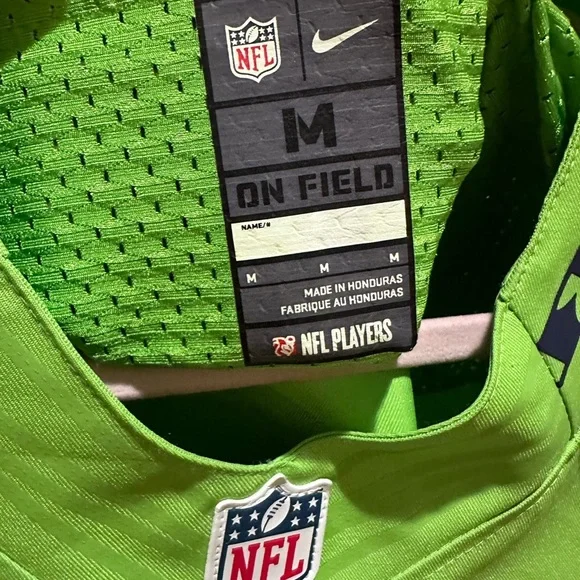 NFL
M
ON FIELD
NAME/#
M M M
MADE IN HONDURAS
FABRIQUE AU HONDURAS
NFL PLAYERS
NFL